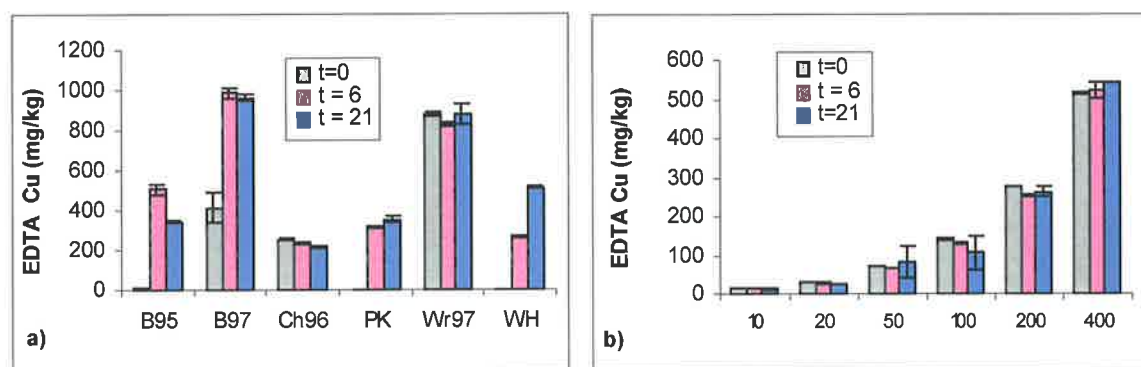 1200
1000
800
600
400
200
0
EDTA Cu (mg/kg)
t=0
t = 6
t = 21
B95 B97 Ch96 PK Wr97 WH
a)
600
500
400
300
200
100
0
EDTA Cu (mg/kg)
t=0
t = 6
t=21
10 20 50 100 200 400
b)